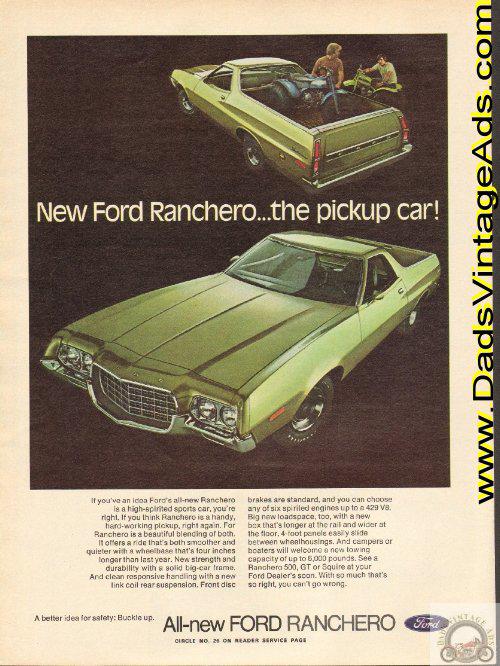 New Ford Ranchero...the pickup car!
If you've an idea Ford's all-new Ranchero
is a high-spirited sports car, you're
right. If you think Ranchero is a handy,
hard-working pickup, right again. For
Ranchero is a beautiful blending of both.
It offers a ride that's both smoother and
quieter with a wheelbase that's four inches
longer than last year. New strength and
durability with a solid big-car frame.
And clean responsive handling with a new
link coil rear suspension. Front disc
brakes are standard, and you can choose
any of six spirited engines up to a 429 V8.
Big new loadspace, too, with a new
box that's longer at the rail and wider at
the floor. 4-foot panels easily slide
between wheelhousings. And campers or
boaters will welcome a new towing
capacity of up to 6,000 pounds. See a
Ranchero 500, GT or Squire at your
Ford Dealer's soon. With so much that's
so right, you can't go wrong.
A better idea for safety: Buckle up.
All-new FORD RANCHERO
Ford
CIRCLE NO. 26 ON READER SERVICE PAGE
www.DadsVintageAds.com